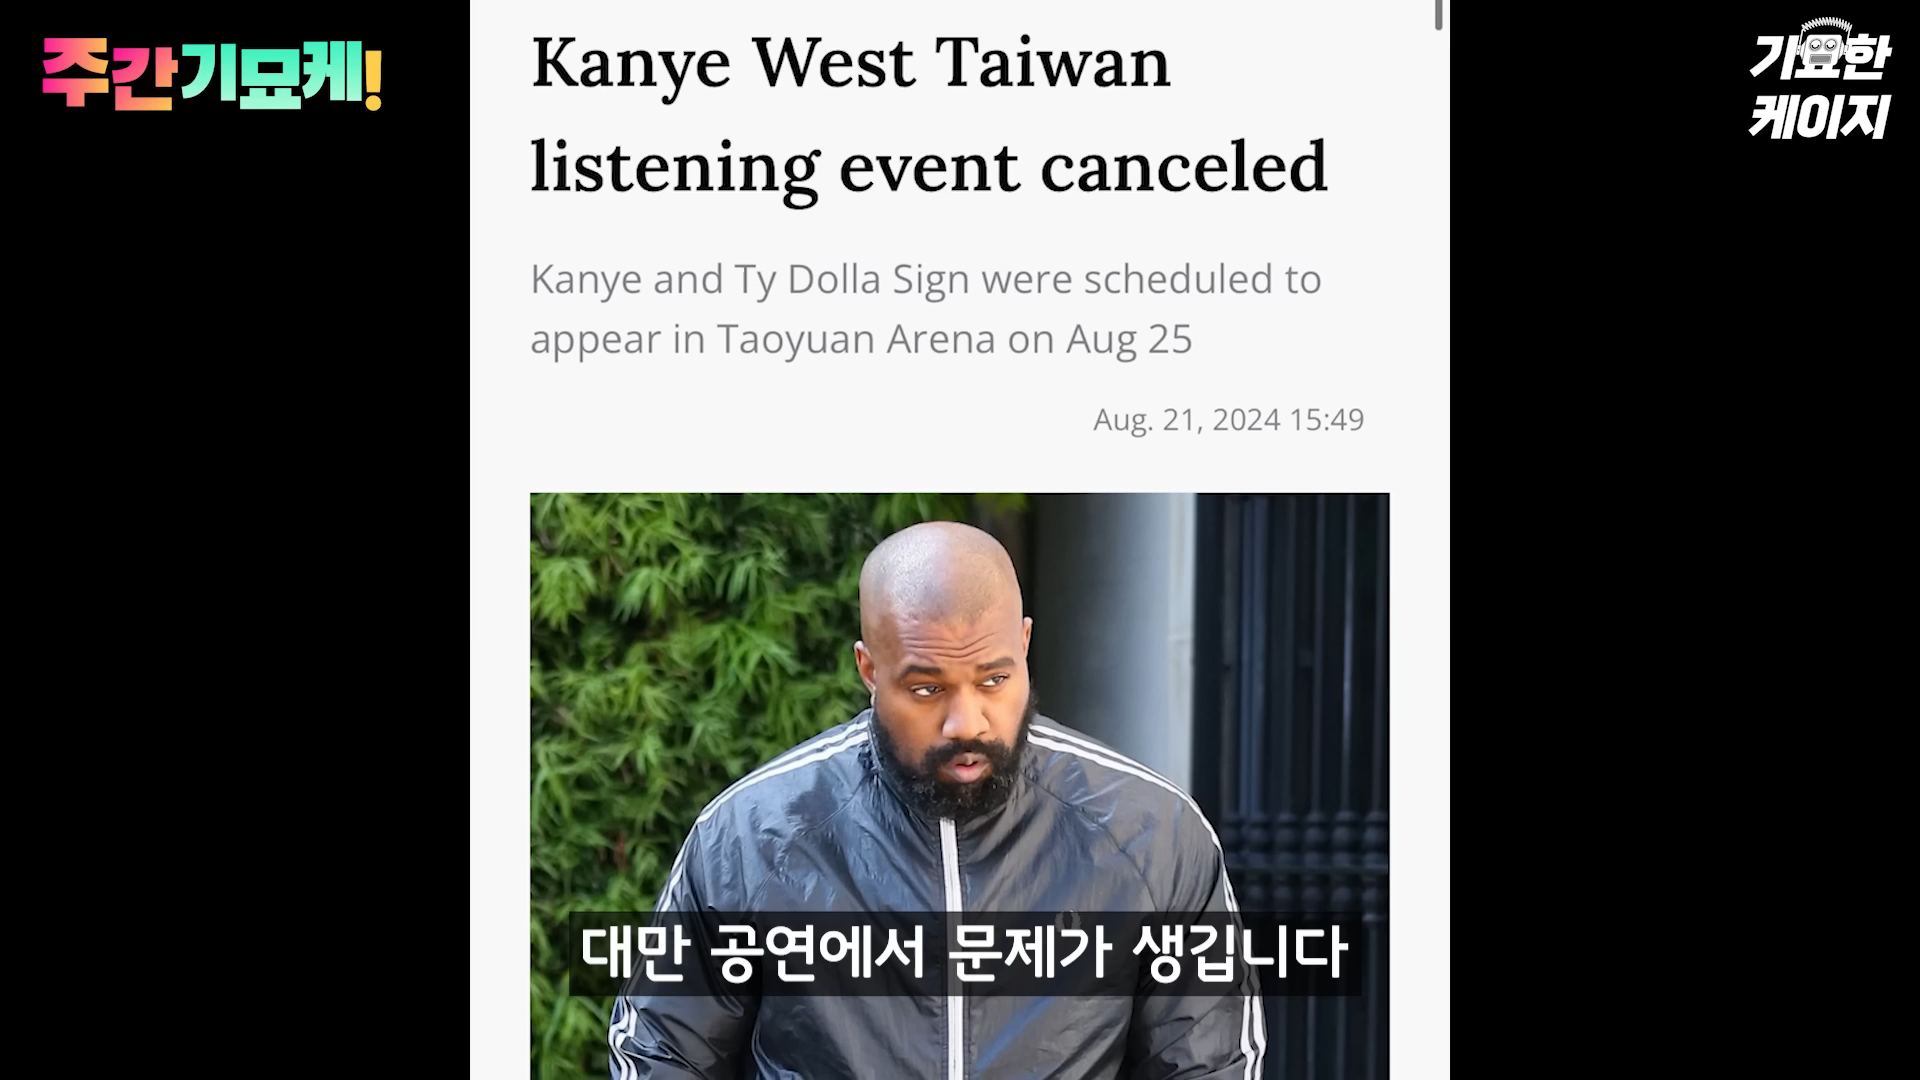 주간기묘케!
기묘한
케이지
Kanye West Taiwan
listening event canceled
Kanye and Ty Dolla Sign were scheduled to
appear in Taoyuan Arena on Aug 25
Aug. 21, 2024 15:49
대만 공연에서 문제가 생깁니다